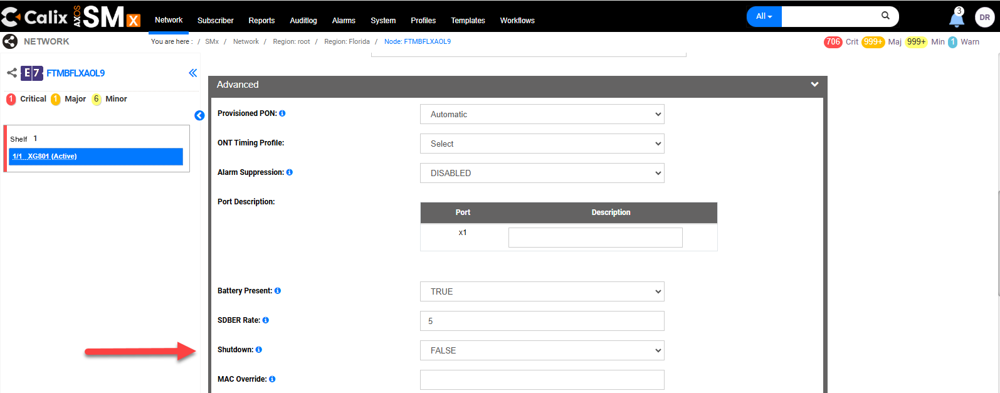 Calix AXOS SMx
Network Subscriber Reports Auditlog Alarms System Profiles Templates Workflows
All
3
DR
NETWORK
You are here : / SMx / Network / Region: root / Region: Florida / Node: FTMBFLXAOL9
706 Crit 999+ Maj 999+ Min 1 Warn
E7 FTMBFLXAOL9
1 Critical 1 Major 6 Minor
Shelf 1
1/1 XG801 (Active)
Advanced
Provisioned PON: Automatic
ONT Timing Profile: Select
Alarm Suppression: DISABLED
Port Description:
Port Description
x1
Battery Present: TRUE
SDBER Rate: 5
Shutdown: FALSE
MAC Override: